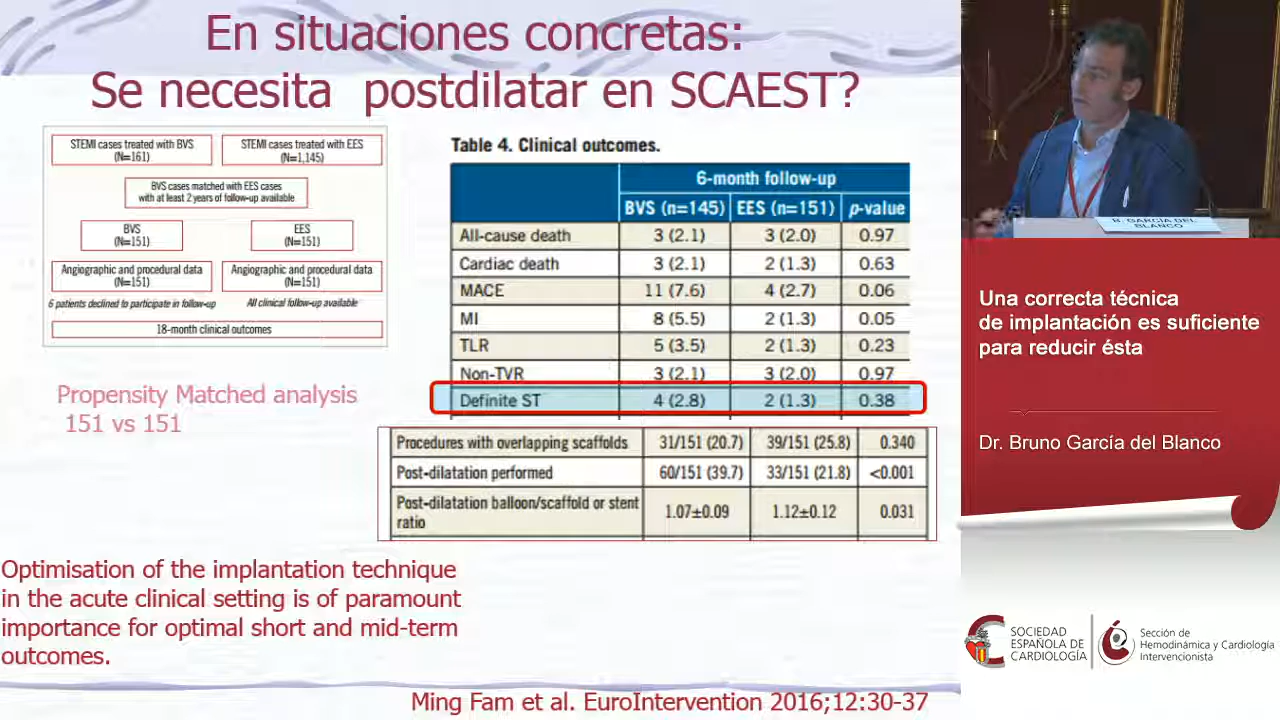 En situaciones concretas:
Se necesita postdilatar en SCAEST?
STEMI cases treated with BVS
(N=161)
STEMI cases treated with EES
(N=1,145)
BVS cases matched with EES cases
with at least 2 years of follow-up available
BVS
(N=151)
EES
(N=151)
Angiographic and procedural data
(N=151)
Angiographic and procedural data
(N=151)
6 patients declined to participate in follow-up
All clinical follow-up available
18-month clinical outcomes
Propensity Matched analysis
151 vs 151
Table 4. Clinical outcomes.
6-month follow-up
BVS (n=145) EES (n=151) p-value
All-cause death 3 (2.1) 3 (2.0) 0.97
Cardiac death 3 (2.1) 2 (1.3) 0.63
MACE 11 (7.6) 4 (2.7) 0.06
MI 8 (5.5) 2 (1.3) 0.05
TLR 5 (3.5) 2 (1.3) 0.23
Non-TVR 3 (2.1) 3 (2.0) 0.97
Definite ST 4 (2.8) 2 (1.3) 0.38
Procedures with overlapping scaffolds 31/151 (20.7) 39/151 (25.8) 0.340
Post-dilatation performed 60/151 (39.7) 33/151 (21.8) <0.001
Post-dilatation balloon/scaffold or stent
ratio 1.07±0.09 1.12±0.12 0.031
Optimisation of the implantation technique
in the acute clinical setting is of paramount
importance for optimal short and mid-term
outcomes.
Ming Fam et al. EuroIntervention 2016;12:30-37
B. GARCÍA DEL
BLANCO
Una correcta técnica
de implantación es suficiente
para reducir ésta
Dr. Bruno García del Blanco
SOCIEDAD
ESPAÑOLA DE
CARDIOLOGÍA
Sección de
Hemodinámica y Cardiología
Intervencionista